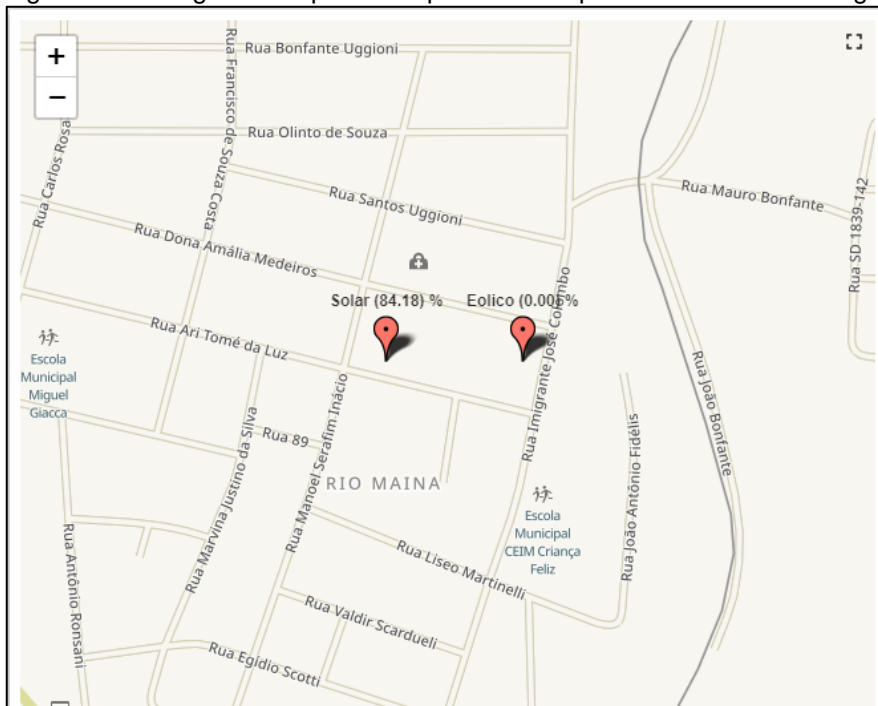 +
−
Rua Bonfante Uggioni
Rua Francisco de Souza Costa
Rua Olinto de Souza
Rua Carlos Rosa
Rua Santos Uggioni
Rua Mauro Bonfante
Rua SD 1839-142
Rua Dona Amália Medeiros
Solar (84.18) %
Eolico (0.005%
Rua Imigrante José Colombo
Rua Ari Tomé da Luz
Escola
Municipal
Miguel
Giacca
Rua João Bonfante
Rua Manoel Serafim Inácio
Rua Marvina Justino da Silva
Rua 89
Rua João Antônio Fidélis
RIO MAINA
Escola
Municipal
CEIM Criança
Feliz
Rua Antônio Ronsani
Rua Liseo Martinelli
Rua Valdir Scardueli
Rua Egídio Scotti